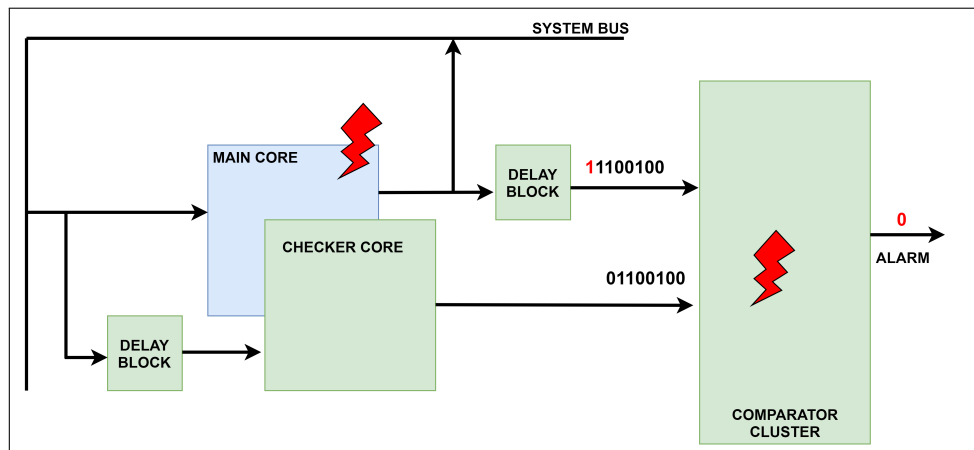 SYSTEM BUS
MAIN CORE
DELAY
BLOCK
11100100
CHECKER CORE
0
ALARM
01100100
DELAY
BLOCK
COMPARATOR
CLUSTER